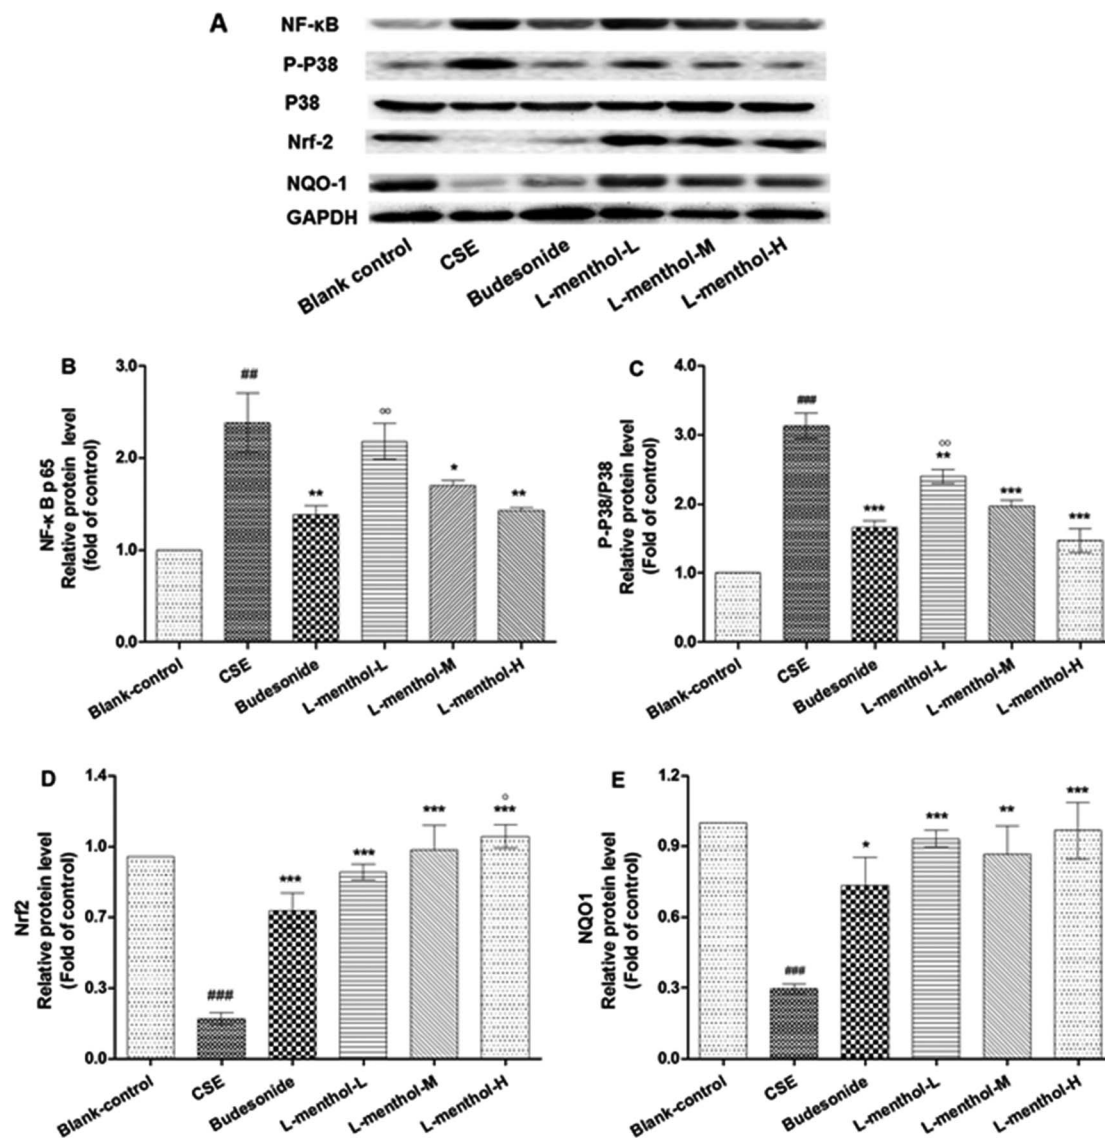 A
NF-κB
P-P38
P38
Nrf-2
NQO-1
GAPDH
Blank control
CSE
Budesonide
L-menthol-L
L-menthol-M
L-menthol-H
B
NF-κ B p 65
Relative protein level
(fold of control)
3.0
2.0
1.0
0.0
##
**
°°
*
**
Blank-control
CSE
Budesonide
L-menthol-L
L-menthol-M
L-menthol-H
C
P-P38/P38
Relative protein level
(Fold of control)
4.0
3.0
2.0
1.0
0.0
###
***
°°
**
***
***
Blank-control
CSE
Budesonide
L-menthol-L
L-menthol-M
L-menthol-H
D
Nrf2
Relative protein level
(Fold of control)
1.4
1.0
0.7
0.3
0.0
###
***
***
***
°
***
Blank-control
CSE
Budesonide
L-menthol-L
L-menthol-M
L-menthol-H
E
NQO1
Relative protein level
(Fold of control)
1.2
0.9
0.6
0.3
0.0
###
*
***
**
***
Blank-control
CSE
Budesonide
L-menthol-L
L-menthol-M
L-menthol-H